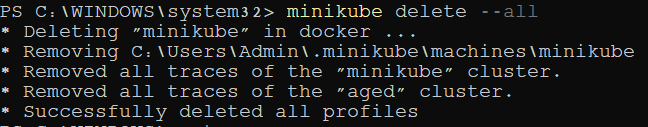 PS C:\WINDOWS\system32> minikube delete --all
* Deleting "minikube" in docker ...
* Removing C:\Users\Admin\.minikube\machines\minikube
* Removed all traces of the "minikube" cluster.
* Removed all traces of the "aged" cluster.
* Successfully deleted all profiles